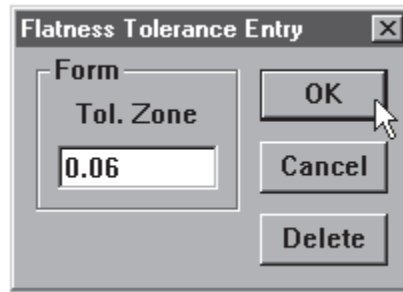 Flatness Tolerance Entry
Form
Tol. Zone
0.06
OK
Cancel
Delete